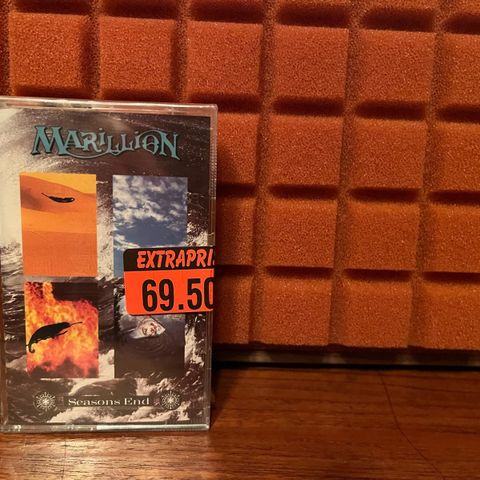 MARILLION
EXTRAPRI
69.50
Seasons End